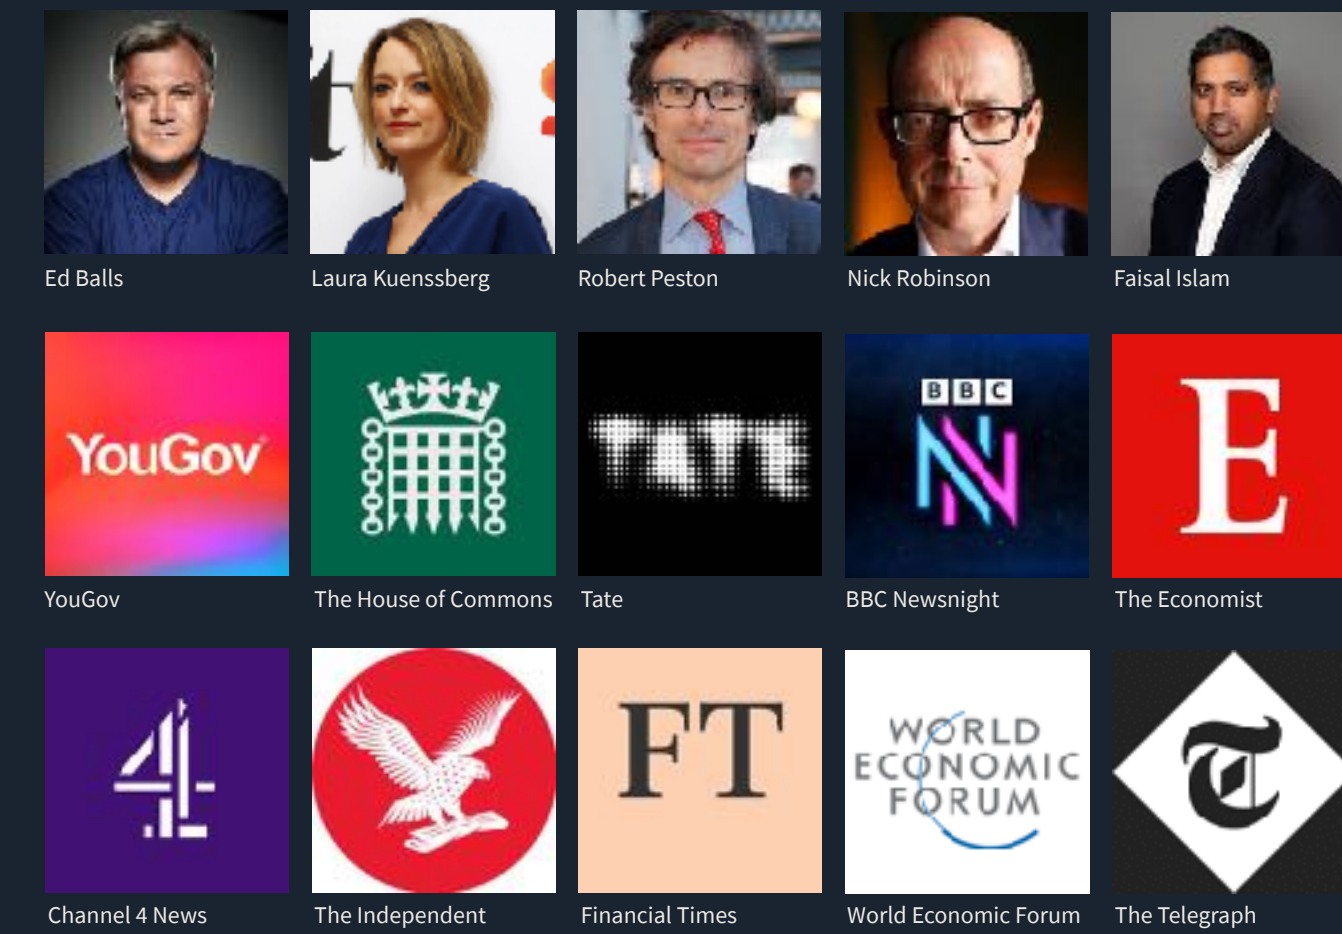 Ed Balls
Laura Kuenssberg
Robert Peston
Nick Robinson
Faisal Islam
YouGov
TATE
BBC
N
E
YouGov
The House of Commons
Tate
BBC Newsnight
The Economist
4
FT
WORLD
ECONOMIC
FORUM
T
Channel 4 News
The Independent
Financial Times
World Economic Forum
The Telegraph